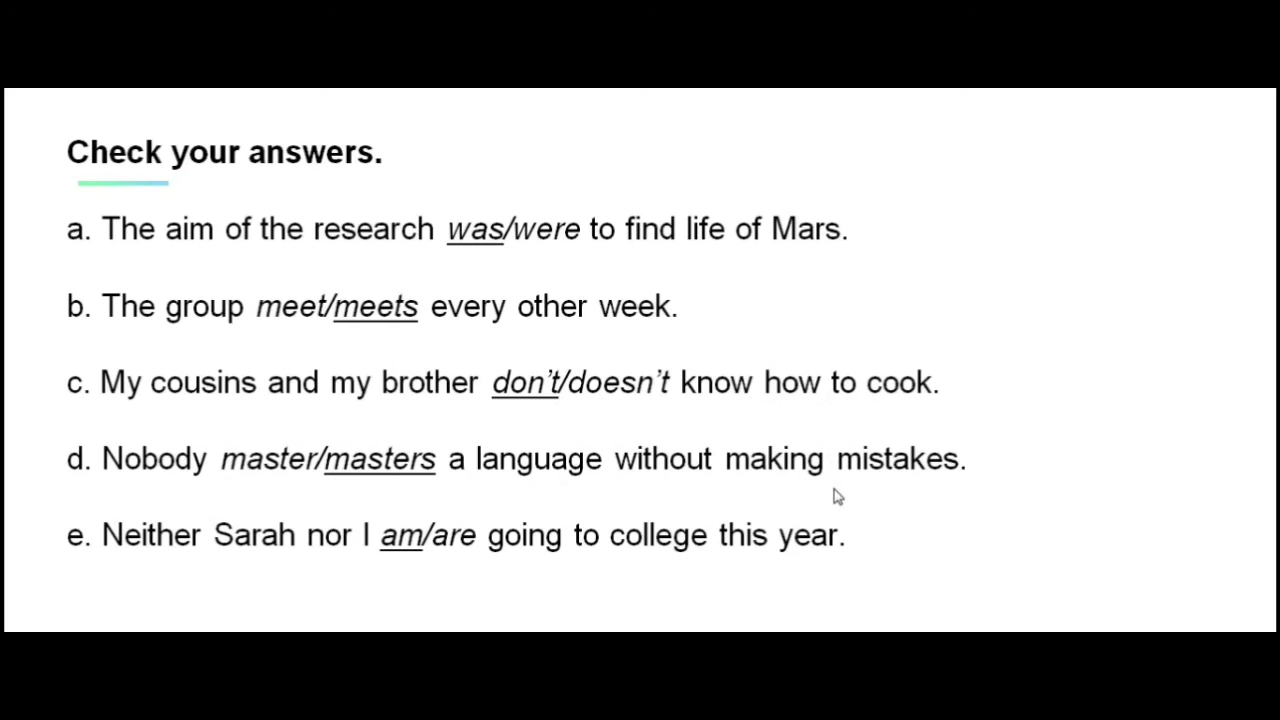 Check your answers.
a. The aim of the research was/were to find life of Mars.
b. The group meet/meets every other week.
c. My cousins and my brother don’t/doesn’t know how to cook.
d. Nobody master/masters a language without making mistakes.
e. Neither Sarah nor I am/are going to college this year.